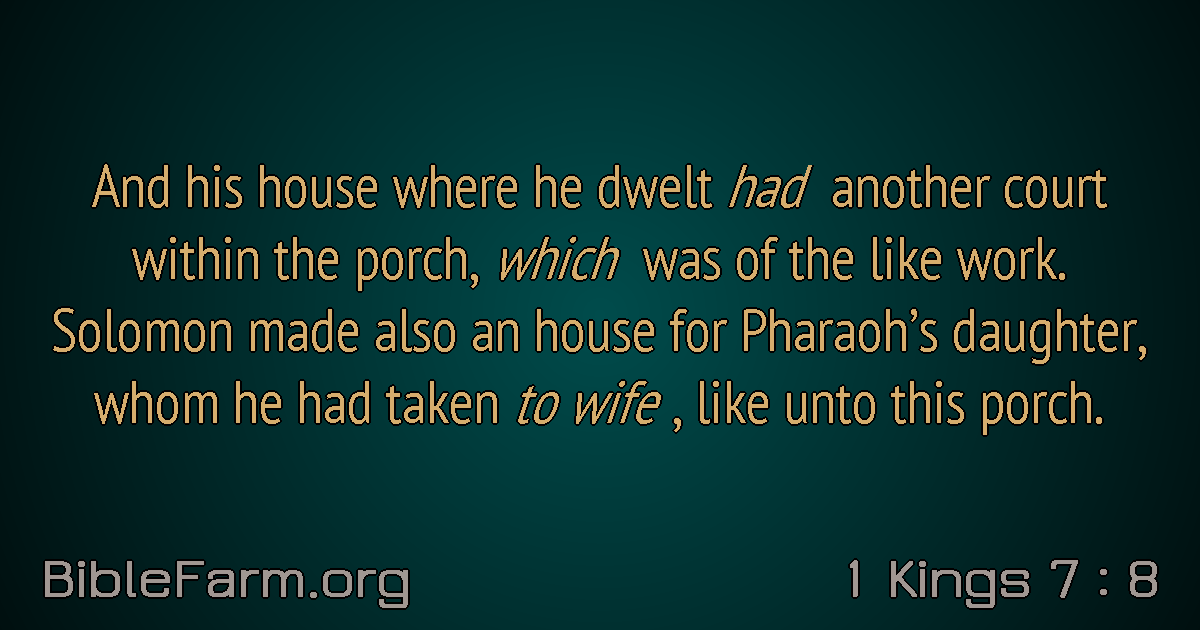 And his house where he dwelt had another court
within the porch, which was of the like work.
Solomon made also an house for Pharaoh’s daughter,
whom he had taken to wife , like unto this porch.
BibleFarm.org
1 Kings 7 : 8